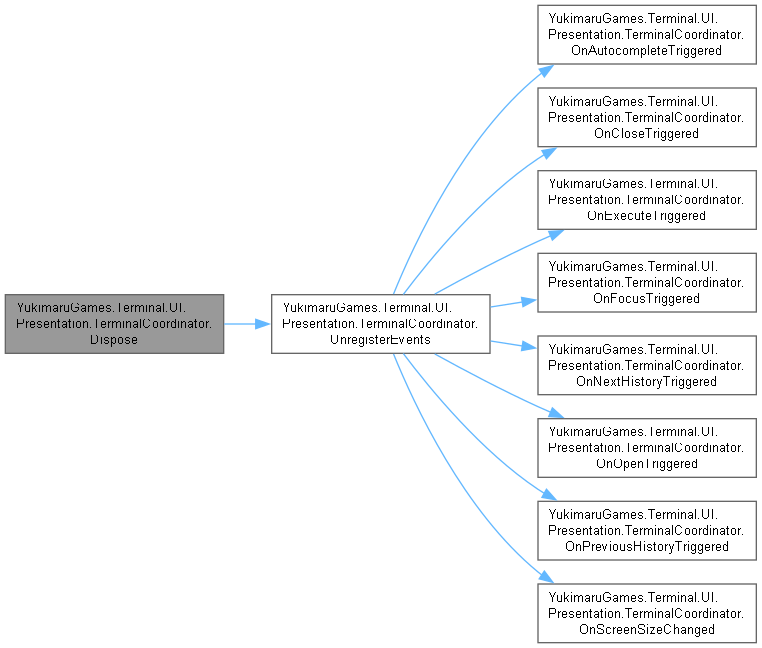 YukimaruGames.Terminal.UI.
Presentation.TerminalCoordinator.
Dispose
YukimaruGames.Terminal.UI.
Presentation.TerminalCoordinator.
UnregisterEvents
YukimaruGames.Terminal.UI.
Presentation.TerminalCoordinator.
OnAutocompleteTriggered
YukimaruGames.Terminal.UI.
Presentation.TerminalCoordinator.
OnCloseTriggered
YukimaruGames.Terminal.UI.
Presentation.TerminalCoordinator.
OnExecuteTriggered
YukimaruGames.Terminal.UI.
Presentation.TerminalCoordinator.
OnFocusTriggered
YukimaruGames.Terminal.UI.
Presentation.TerminalCoordinator.
OnNextHistoryTriggered
YukimaruGames.Terminal.UI.
Presentation.TerminalCoordinator.
OnOpenTriggered
YukimaruGames.Terminal.UI.
Presentation.TerminalCoordinator.
OnPreviousHistoryTriggered
YukimaruGames.Terminal.UI.
Presentation.TerminalCoordinator.
OnScreenSizeChanged